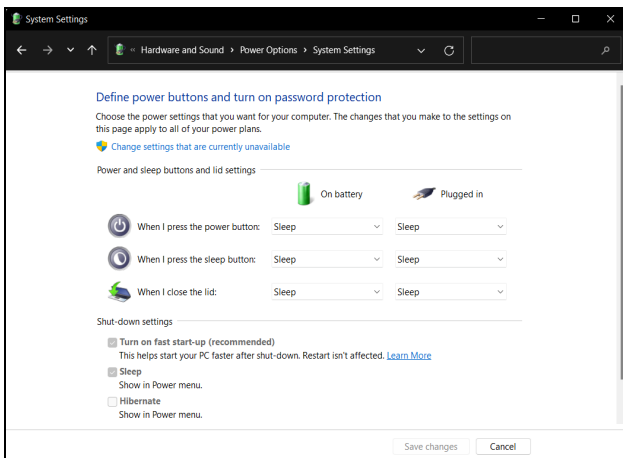 System Settings
« Hardware and Sound › Power Options › System Settings
Define power buttons and turn on password protection
Choose the power settings that you want for your computer. The changes that you make to the settings on
this page apply to all of your power plans.
Change settings that are currently unavailable
Power and sleep buttons and lid settings
On battery Plugged in
When I press the power button: Sleep Sleep
When I press the sleep button: Sleep Sleep
When I close the lid: Sleep Sleep
Shut-down settings
Turn on fast start-up (recommended)
This helps start your PC faster after shut-down. Restart isn't affected. Learn More
Sleep
Show in Power menu.
Hibernate
Show in Power menu.
Save changes Cancel